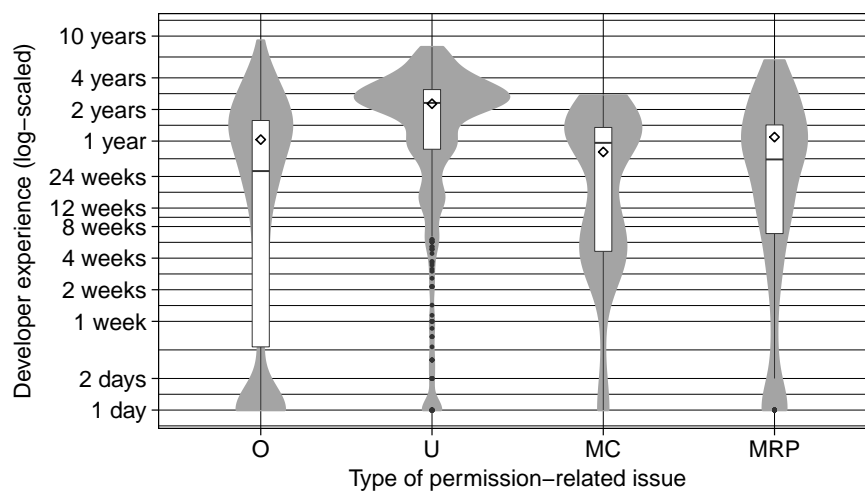 Developer experience (log−scaled)
10 years
4 years
2 years
1 year
24 weeks
12 weeks
8 weeks
4 weeks
2 weeks
1 week
2 days
1 day
O U MC MRP
Type of permission−related issue